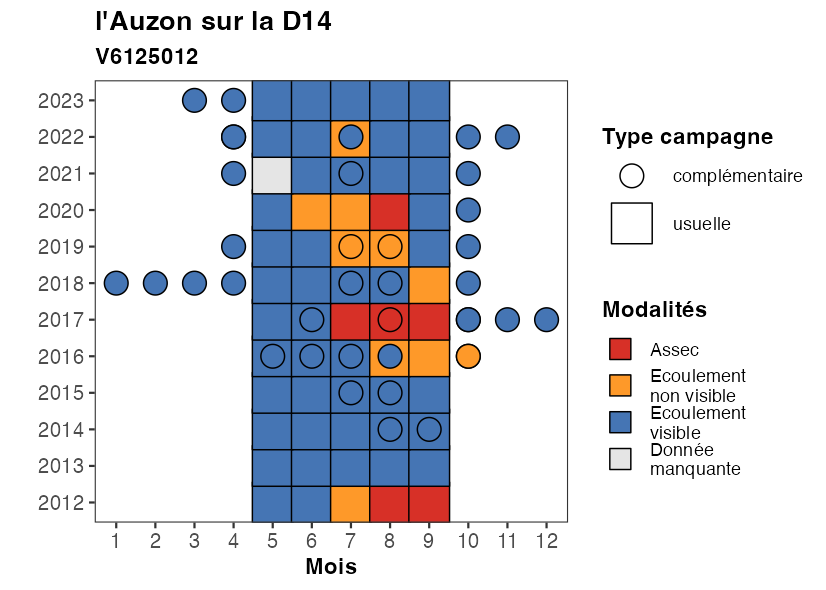 l'Auzon sur la D14
V6125012
2023
2022
2021
2020
2019
2018
2017
2016
2015
2014
2013
2012
1 2 3 4 5 6 7 8 9 10 11 12
Mois
Type campagne
complémentaire
usuelle
Modalités
Assec
Ecoulement
non visible
Ecoulement
visible
Donnée
manquante